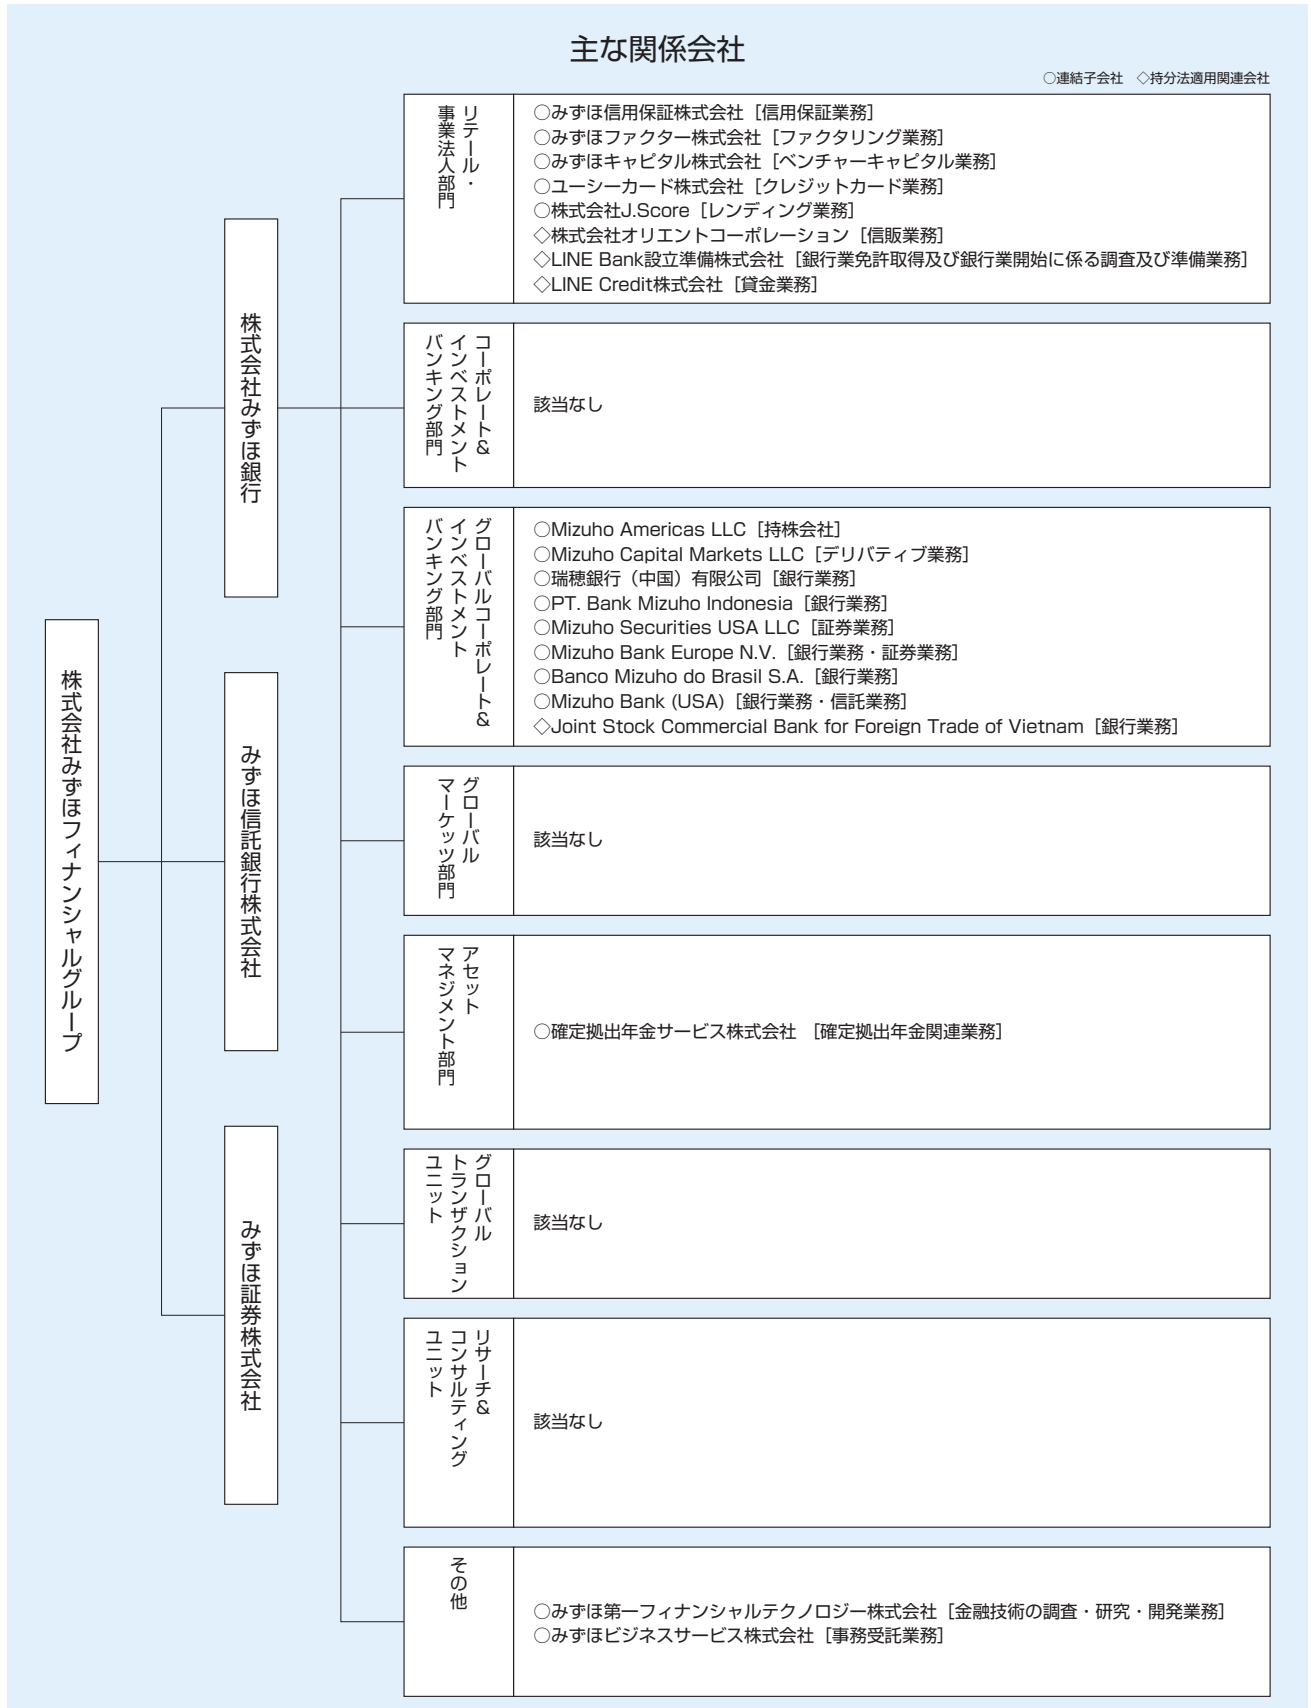 主な関係会社
○連結子会社　◇持分法適用関連会社
株式会社みずほフィナンシャルグループ
株式会社みずほ銀行
みずほ信託銀行株式会社
みずほ証券株式会社
リテール・
事業法人部門
○みずほ信用保証株式会社［信用保証業務］
○みずほファクター株式会社［ファクタリング業務］
○みずほキャピタル株式会社［ベンチャーキャピタル業務］
○ユーシーカード株式会社［クレジットカード業務］
○株式会社J.Score［レンディング業務］
◇株式会社オリエントコーポレーション［信販業務］
◇LINE Bank設立準備株式会社［銀行業免許取得及び銀行業開始に係る調査及び準備業務］
◇LINE Credit株式会社［貸金業務］
コーポレート＆
インベストメント
バンキング部門
該当なし
グローバルコーポレート＆
インベストメント
バンキング部門
○Mizuho Americas LLC［持株会社］
○Mizuho Capital Markets LLC［デリバティブ業務］
○瑞穂銀行（中国）有限公司［銀行業務］
○PT. Bank Mizuho Indonesia［銀行業務］
○Mizuho Securities USA LLC［証券業務］
○Mizuho Bank Europe N.V.［銀行業務・証券業務］
○Banco Mizuho do Brasil S.A.［銀行業務］
○Mizuho Bank (USA)［銀行業務・信託業務］
◇Joint Stock Commercial Bank for Foreign Trade of Vietnam［銀行業務］
グローバル
マーケッツ部門
該当なし
アセット
マネジメント部門
○確定拠出年金サービス株式会社　［確定拠出年金関連業務］
グローバル
トランザクション
ユニット
該当なし
リサーチ＆
コンサルティング
ユニット
該当なし
その他
○みずほ第一フィナンシャルテクノロジー株式会社［金融技術の調査・研究・開発業務］
○みずほビジネスサービス株式会社［事務受託業務］